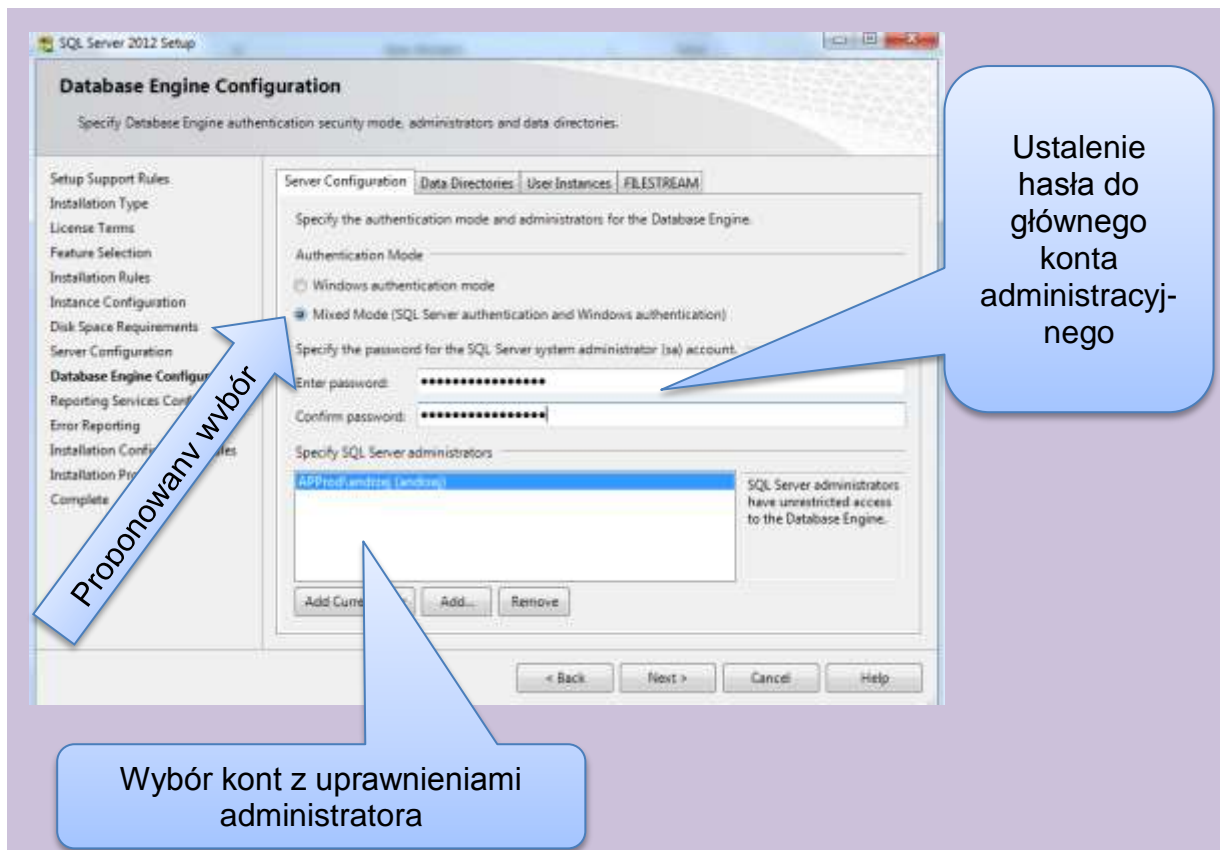 SQL Server 2012 Setup
Database Engine Configuration
Specify Database Engine authentication security mode, administrators and data directories.
Setup Support Rules
Installation Type
License Terms
Feature Selection
Installation Rules
Instance Configuration
Disk Space Requirements
Server Configuration
Database Engine Configur
Reporting Services Conf
Error Reporting
Installation Confi les
Installation Pr
Complete
Server Configuration Data Directories User Instances FILESTREAM
Specify the authentication mode and administrators for the Database Engine.
Authentication Mode
Windows authentication mode
Mixed Mode (SQL Server authentication and Windows authentication)
Specify the password for the SQL Server system administrator (sa) account.
Enter password: ●●●●●●●●●●●●●●●●
Confirm password: ●●●●●●●●●●●●●●●●
Specify SQL Server administrators
APProd\andrzej (andrzej)
SQL Server administrators
have unrestricted access
to the Database Engine.
Add Curre
Add...
Remove
< Back
Next >
Cancel
Help
Ustalenie
hasła do
głównego
konta
administracyj-
nego
Proponowany wybór
Wybór kont z uprawnieniami
administratora